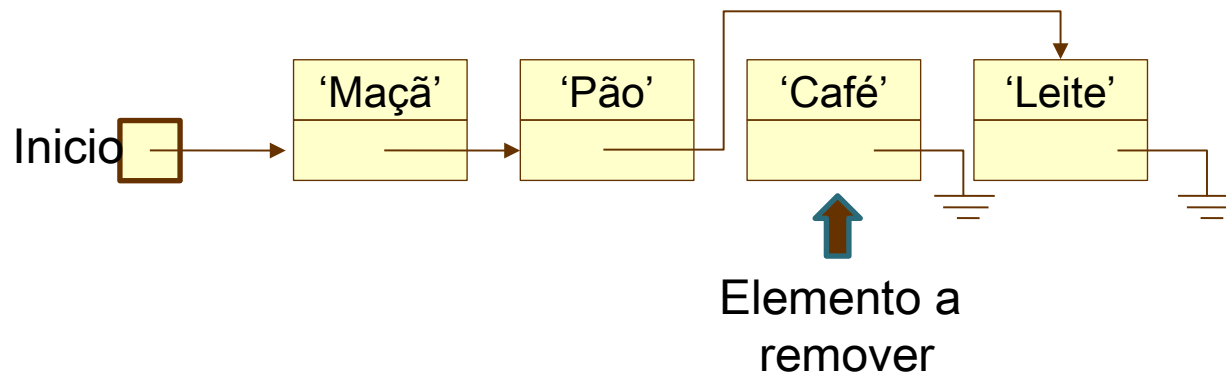 ‘Maçã’ ‘Pão’ ‘Café’ ‘Leite’
Inicio
Elemento a
remover